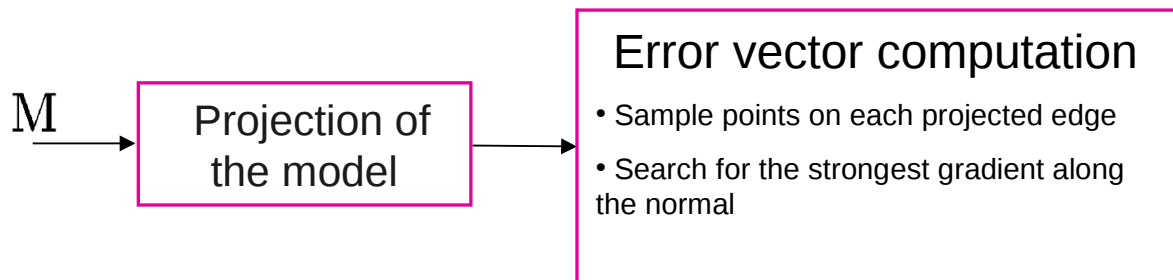 M
Projection of
the model
Error vector computation
• Sample points on each projected edge
• Search for the strongest gradient along
the normal